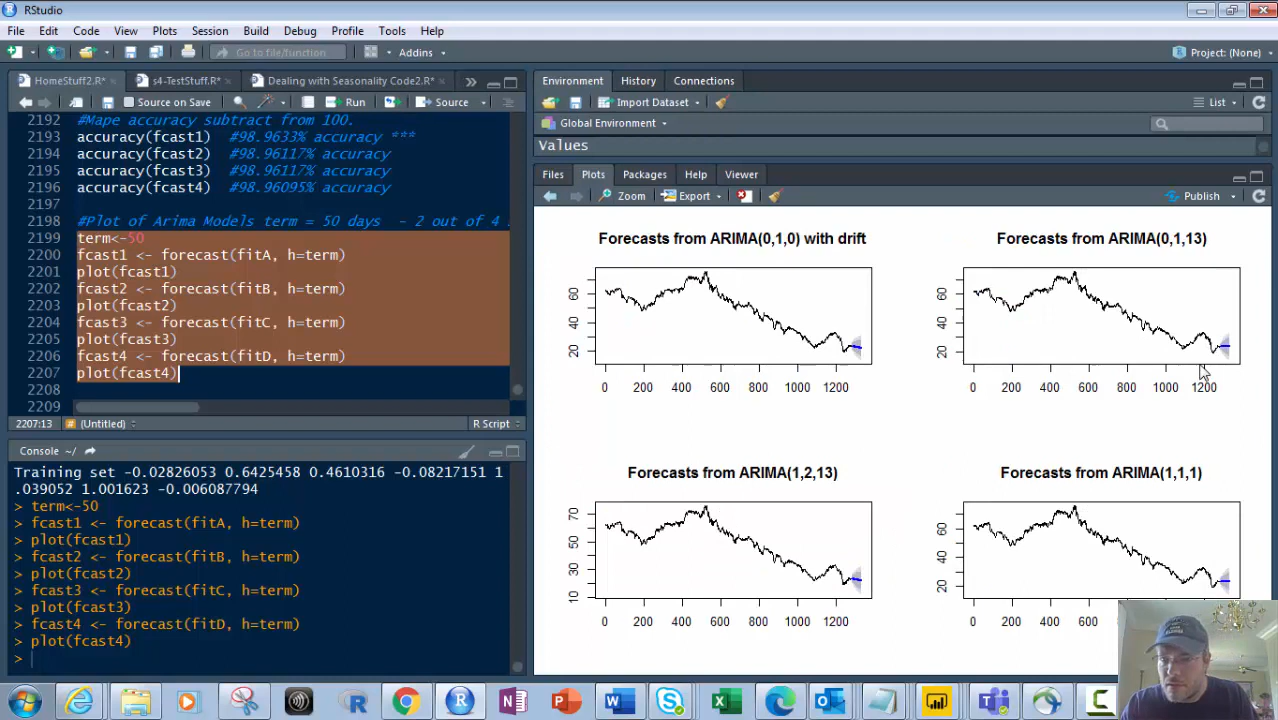 RStudio
File Edit Code View Plots Session Build Debug Profile Tools Help
Go to file/function Addins Project: (None)
HomeStuff2.R* s4-TestStuff.R* Dealing with Seasonality Code2.R*
Source on Save Run Source
2192 #Mape accuracy subtract from 100.
2193 accuracy(fcast1) #98.9633% accuracy ***
2194 accuracy(fcast2) #98.96117% accuracy
2195 accuracy(fcast3) #98.96117% accuracy
2196 accuracy(fcast4) #98.96095% accuracy
2197
2198 #Plot of Arima Models term = 50 days - 2 out of 4
2199 term<-50
2200 fcast1 <- forecast(fitA, h=term)
2201 plot(fcast1)
2202 fcast2 <- forecast(fitB, h=term)
2203 plot(fcast2)
2204 fcast3 <- forecast(fitC, h=term)
2205 plot(fcast3)
2206 fcast4 <- forecast(fitD, h=term)
2207 plot(fcast4)
2208
2209
2207:13 # (Untitled) R Script
Console ~/
Training set -0.02826053 0.6425458 0.4610316 -0.08217151 1
.039052 1.001623 -0.006087794
> term<-50
> fcast1 <- forecast(fitA, h=term)
> plot(fcast1)
> fcast2 <- forecast(fitB, h=term)
> plot(fcast2)
> fcast3 <- forecast(fitC, h=term)
> plot(fcast3)
> fcast4 <- forecast(fitD, h=term)
> plot(fcast4)
>
Environment History Connections
Import Dataset List
Global Environment
Values
Files Plots Packages Help Viewer
Zoom Export Publish
Forecasts from ARIMA(0,1,0) with drift
60
40
20
0 200 400 600 800 1000 1200
Forecasts from ARIMA(0,1,13)
60
40
20
0 200 400 600 800 1000 1200
Forecasts from ARIMA(1,2,13)
70
50
30
10
0 200 400 600 800 1000 1200
Forecasts from ARIMA(1,1,1)
60
40
20
0 200 400 600 800